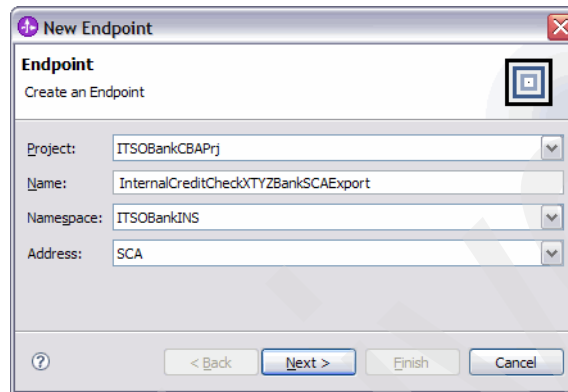 New Endpoint
Endpoint
Create an Endpoint
Project: ITSOBankCBAPrj
Name: InternalCreditCheckXTYZBankSCAExport
Namespace: ITSOBankINS
Address: SCA
? < Back Next > Finish Cancel